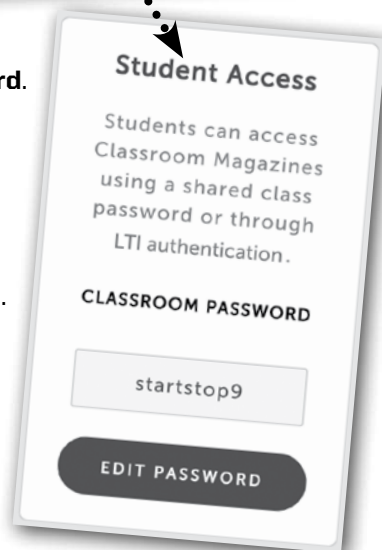 Student Access
rd.
Students can access
Classroom Magazines
using a shared class
password or through
LTI authentication.
.
CLASSROOM PASSWORD
startstop9
EDIT PASSWORD